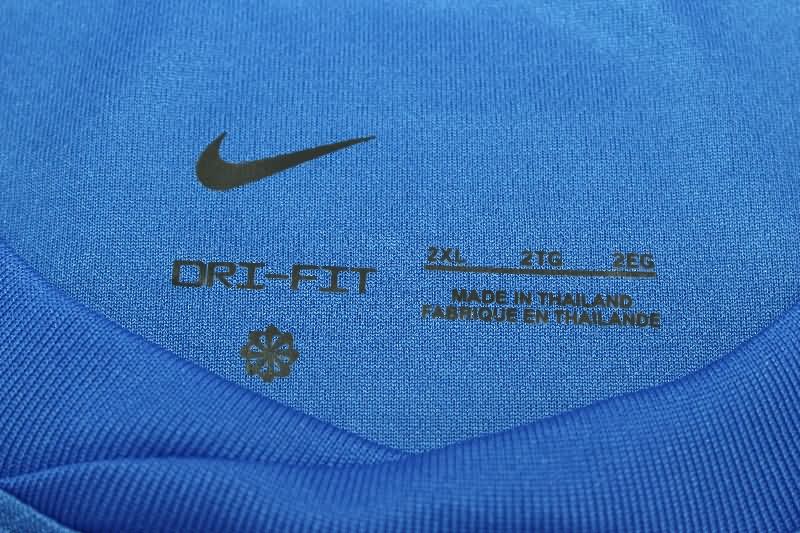 DRI-FIT
2XL 2TG 2EG
MADE IN THAILAND
FABRIQUE EN THAILANDE